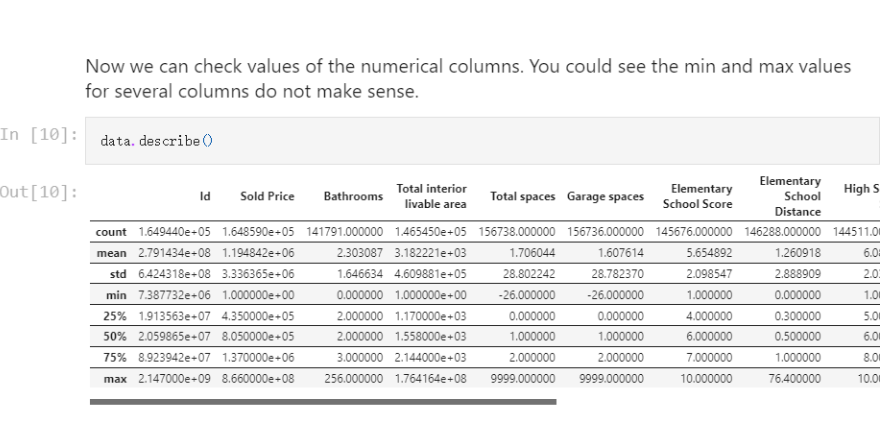 Now we can check values of the numerical columns. You could see the min and max values
for several columns do not make sense.
In [10]: data.describe()
Out[10]:
Id Sold Price Bathrooms Total interior livable area Total spaces Garage spaces Elementary School Score Elementary School Distance High S
count 1.649440e+05 1.648590e+05 141791.000000 1.465450e+05 156738.000000 156736.000000 145676.000000 146288.000000 144511.0
mean 2.791434e+08 1.194842e+06 2.303087 3.182221e+03 1.706044 1.607614 5.654892 1.260918 6.0
std 6.424318e+08 3.336365e+06 1.646634 4.609881e+05 28.802242 28.782370 2.098547 2.888909 2.0
min 7.387732e+06 1.000000e+00 0.000000 1.000000e+00 -26.000000 -26.000000 1.000000 0.000000 1.0
25% 1.913563e+07 4.350000e+05 2.000000 1.170000e+03 0.000000 0.000000 4.000000 0.300000 5.0
50% 2.059865e+07 8.050000e+05 2.000000 1.558000e+03 1.000000 1.000000 6.000000 0.500000 6.0
75% 8.923942e+07 1.370000e+06 3.000000 2.144000e+03 2.000000 2.000000 7.000000 1.000000 8.0
max 2.147000e+09 8.660000e+08 256.000000 1.764164e+08 9999.000000 9999.000000 10.000000 76.400000 10.0